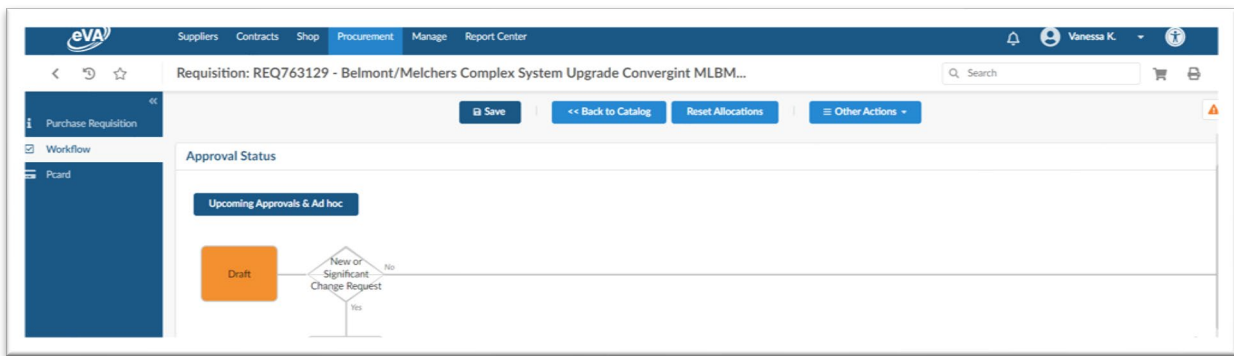 eVA
Suppliers Contracts Shop Procurement Manage Report Center
Vanessa K.
Requisition: REQ763129 - Belmont/Melchers Complex System Upgrade Convergint MLBM...
Search
Purchase Requisition
Workflow
Pcard
Save
<< Back to Catalog
Reset Allocations
Other Actions
Approval Status
Upcoming Approvals & Ad hoc
Draft
New or
Significant
Change Request
No
Yes